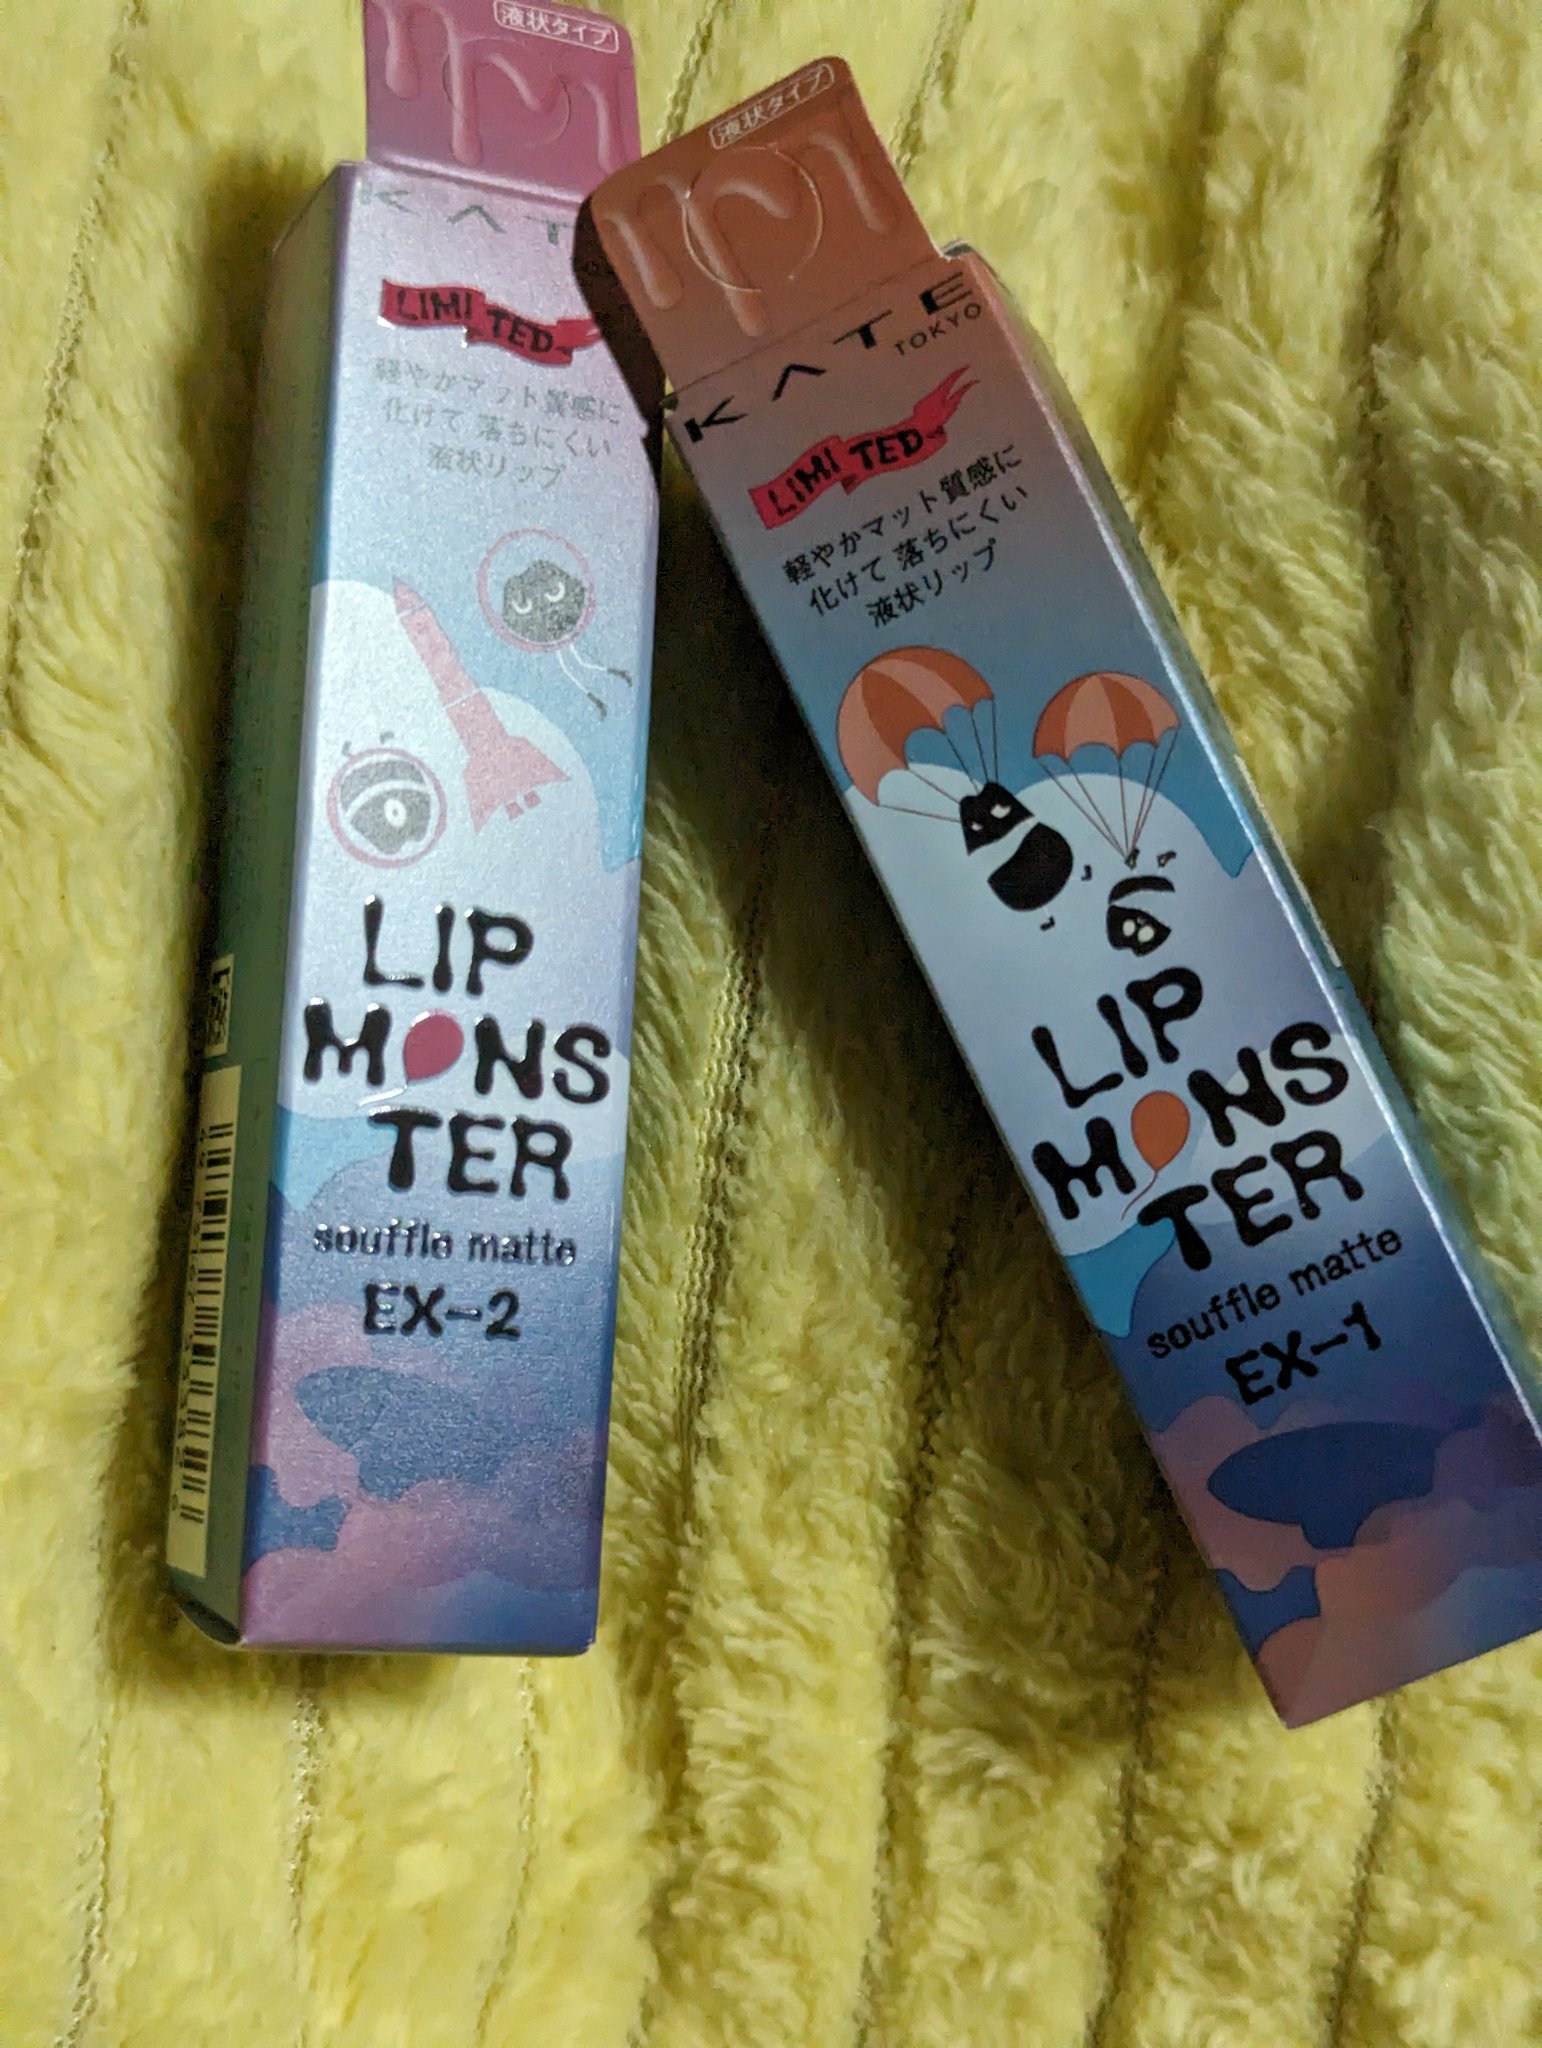 液状タイプ
KATE
LIMITED
軽やかマット質感に
化けて 落ちにくい
液状リップ
LIP
MONS
TER
souffle matte
EX-2
液状タイプ
KATE
TOKYO
LIMITED
軽やかマット質感に
化けて 落ちにくい
液状リップ
LIP
MONS
TER
souffle matte
EX-1